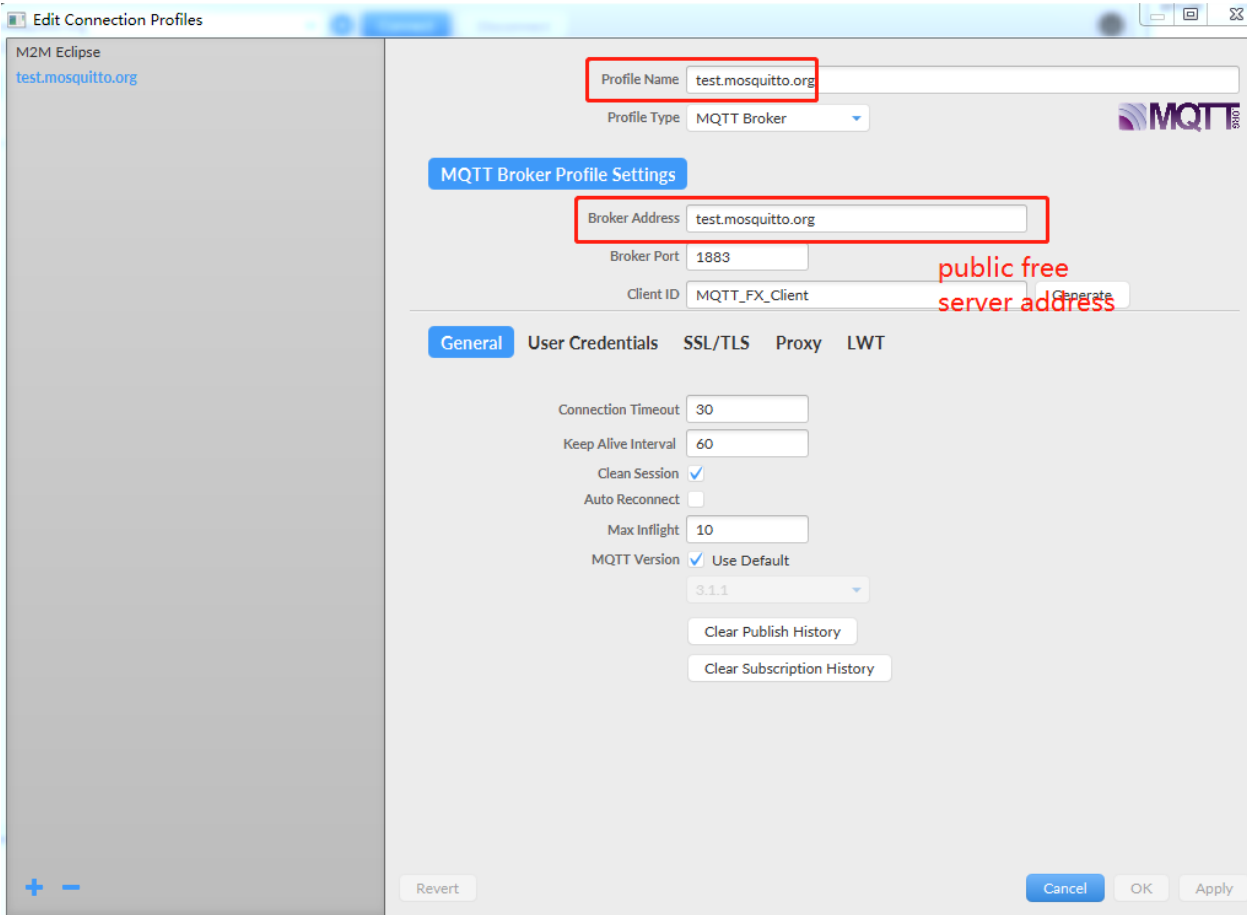 Edit Connection Profiles
M2M Eclipse
test.mosquitto.org
Profile Name test.mosquitto.org
Profile Type MQTT Broker
MQTT.ORG
MQTT Broker Profile Settings
Broker Address test.mosquitto.org
Broker Port 1883
public free
Client ID MQTT_FX_Client Generate
server address
General User Credentials SSL/TLS Proxy LWT
Connection Timeout 30
Keep Alive Interval 60
Clean Session
Auto Reconnect
Max Inflight 10
MQTT Version Use Default
3.1.1
Clear Publish History
Clear Subscription History
Revert Cancel OK Apply